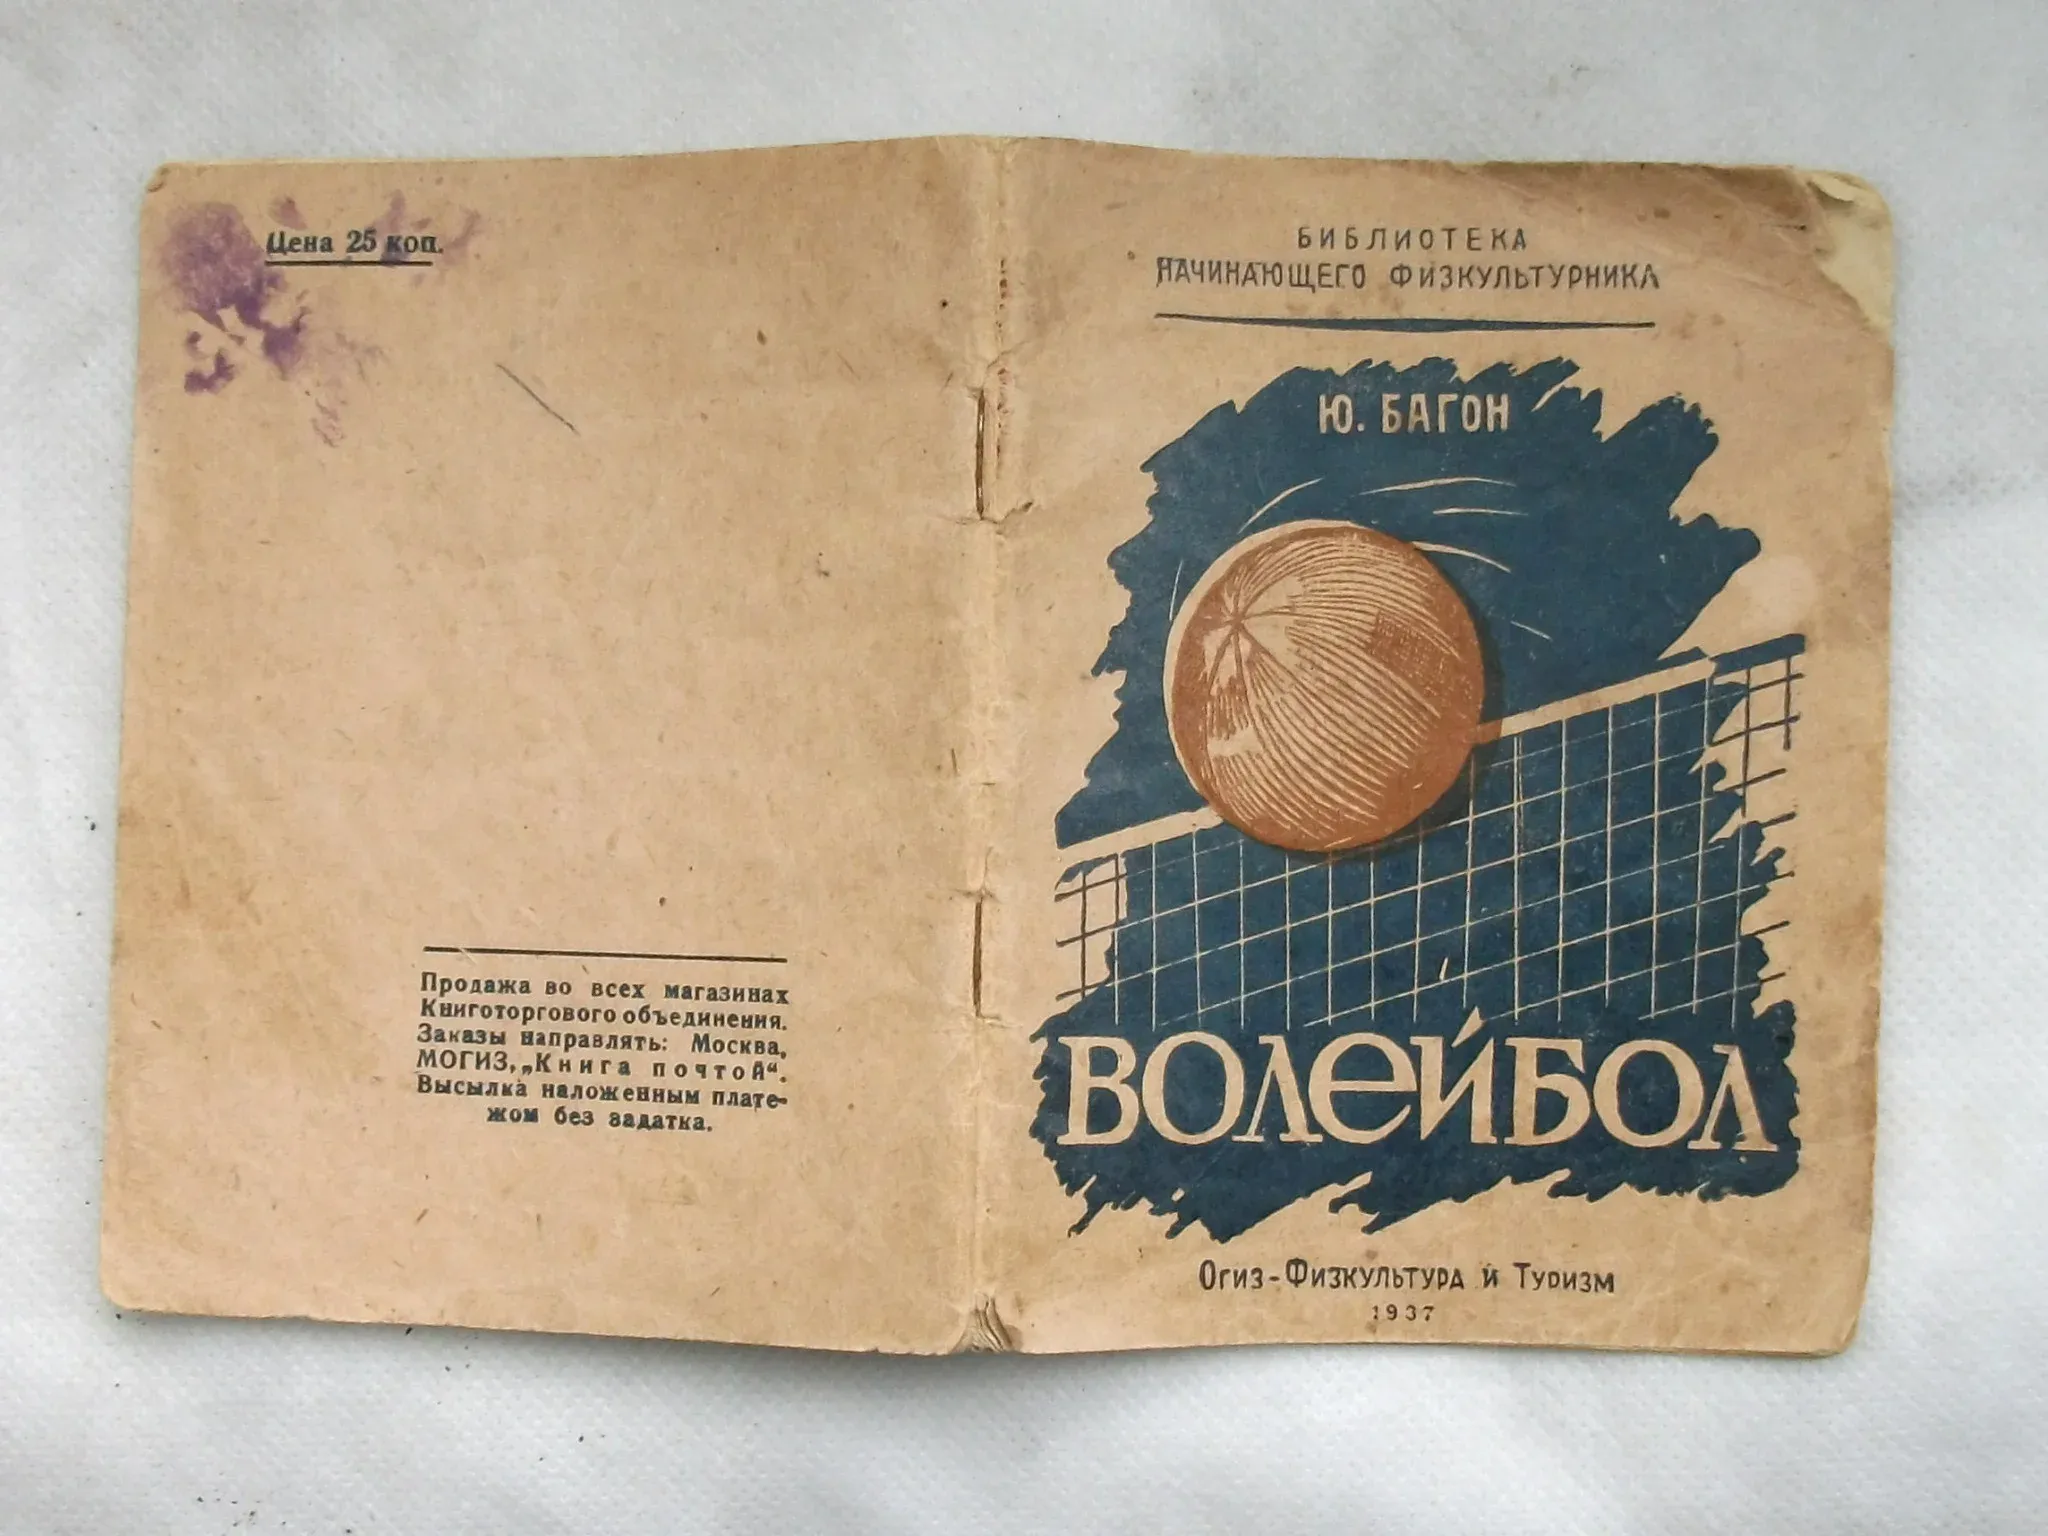 Цена 25 коп.
Продажа во всех магазинах
Книготоргового объединения.
Заказы направлять: Москва,
МОГИЗ, „Книга почтой“.
Высылка наложенным плате-
жом без задатка.
БИБЛИОТЕКА
НАЧИНАЮЩЕГО ФИЗКУЛЬТУРНИКА
Ю. БАГОН
ВОЛЕЙБОЛ
Огиз-Физкультура и Туризм
1937